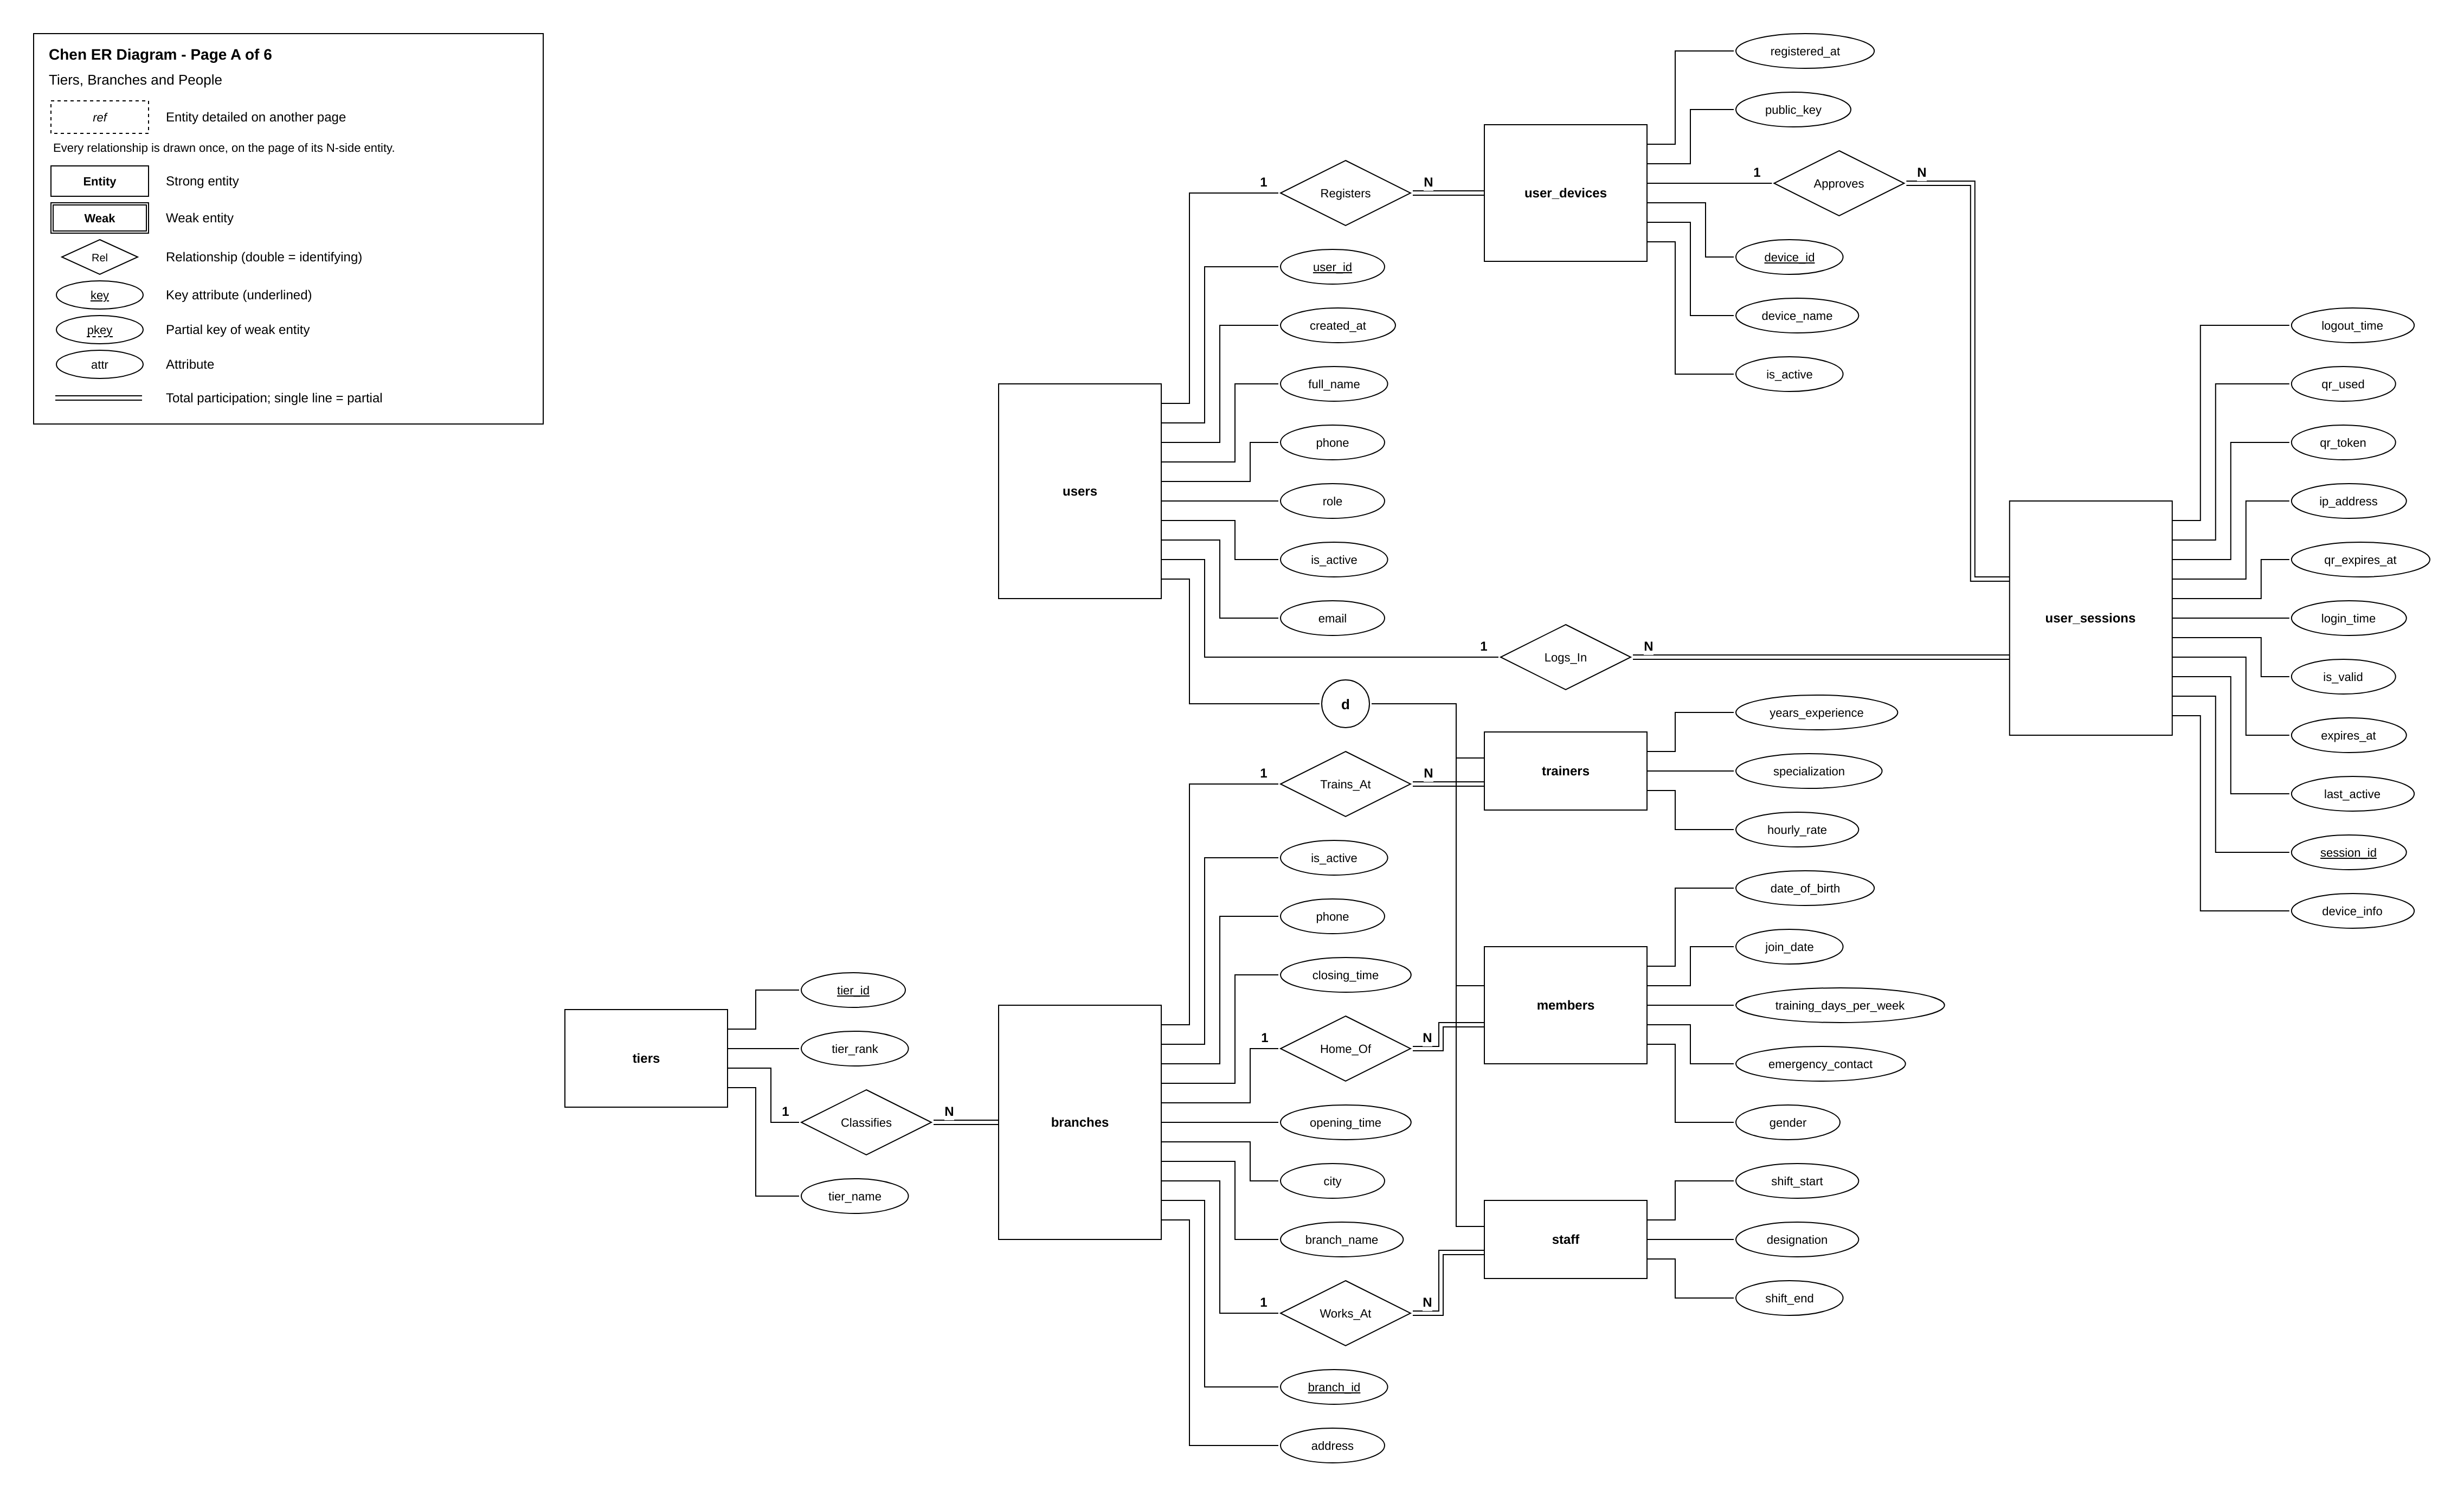 Chen ER Diagram - Page A of 6
Tiers, Branches and People
ref
Entity detailed on another page
Every relationship is drawn once, on the page of its N-side entity.
Entity
Strong entity
Weak
Weak entity
Rel
Relationship (double = identifying)
key
Key attribute (underlined)
pkey
Partial key of weak entity
attr
Attribute
Total participation; single line = partial
registered_at
public_key
1
Registers
N
user_devices
1
Approves
N
device_id
device_name
is_active
users
user_id
created_at
full_name
phone
role
is_active
email
1
Logs_In
N
user_sessions
logout_time
qr_used
qr_token
ip_address
qr_expires_at
login_time
is_valid
expires_at
last_active
session_id
device_info
d
1
Trains_At
N
trainers
years_experience
specialization
hourly_rate
is_active
phone
closing_time
1
Home_Of
N
members
date_of_birth
join_date
training_days_per_week
emergency_contact
gender
tiers
tier_id
tier_rank
1
Classifies
N
tier_name
branches
opening_time
city
branch_name
1
Works_At
N
staff
shift_start
designation
shift_end
branch_id
address